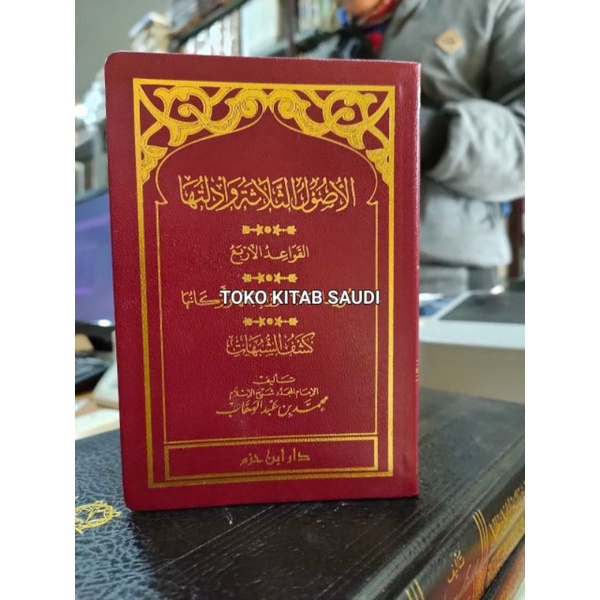 الأصول الثلاثة وأدلتها
القواعد الأربع
TOKO KITAB SAUDI
كشف الشبهات
تأليف
الإمام المجدد شيخ الإسلام
محمد بن عبد الوهاب
دار ابن حزم
تأليف